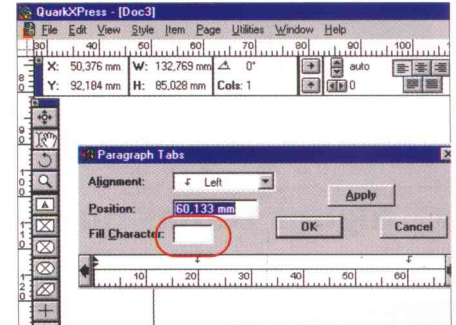 QuarkXPress - [Doc3]
File Edit View Style Item Page Utilities Window Help
30 40 50 60 70 80 90 100
X: 50,376 mm W: 132,769 mm 0° auto
Y: 92,184 mm H: 85,028 mm Cols: 1 0
Paragraph Tabs
Alignment: Left
Position: 60,133 mm
Apply
Fill Character:
OK Cancel
10 20 30 40 50 60